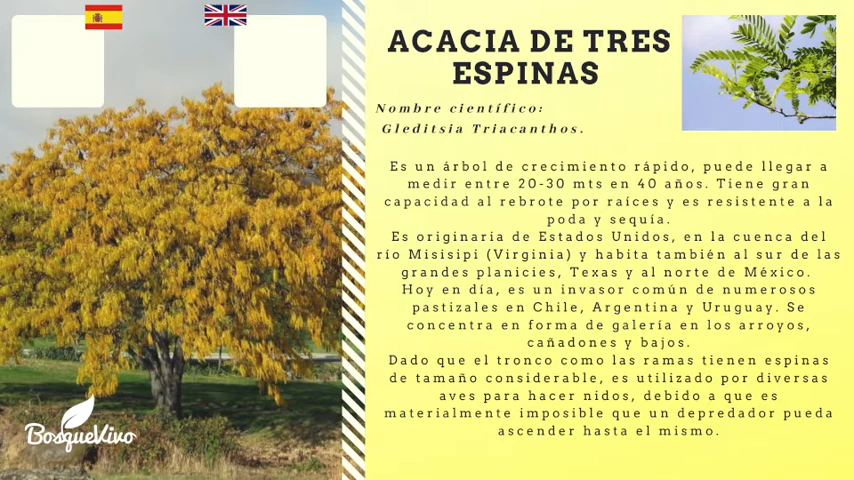 ACACIA DE TRES
ESPINAS
Nombre científico:
Gleditsia Triacanthos.
Es un árbol de crecimiento rápido, puede llegar a
medir entre 20-30 mts en 40 años. Tiene gran
capacidad al rebrote por raíces y es resistente a la
poda y sequía.
Es originaria de Estados Unidos, en la cuenca del
río Misisipi (Virginia) y habita también al sur de las
grandes planicies, Texas y al norte de México.
Hoy en día, es un invasor común de numerosos
pastizales en Chile, Argentina y Uruguay. Se
concentra en forma de galería en los arroyos,
cañadones y bajos.
Dado que el tronco como las ramas tienen espinas
de tamaño considerable, es utilizado por diversas
aves para hacer nidos, debido a que es
materialmente imposible que un depredador pueda
ascender hasta el mismo.
BosqueVivo